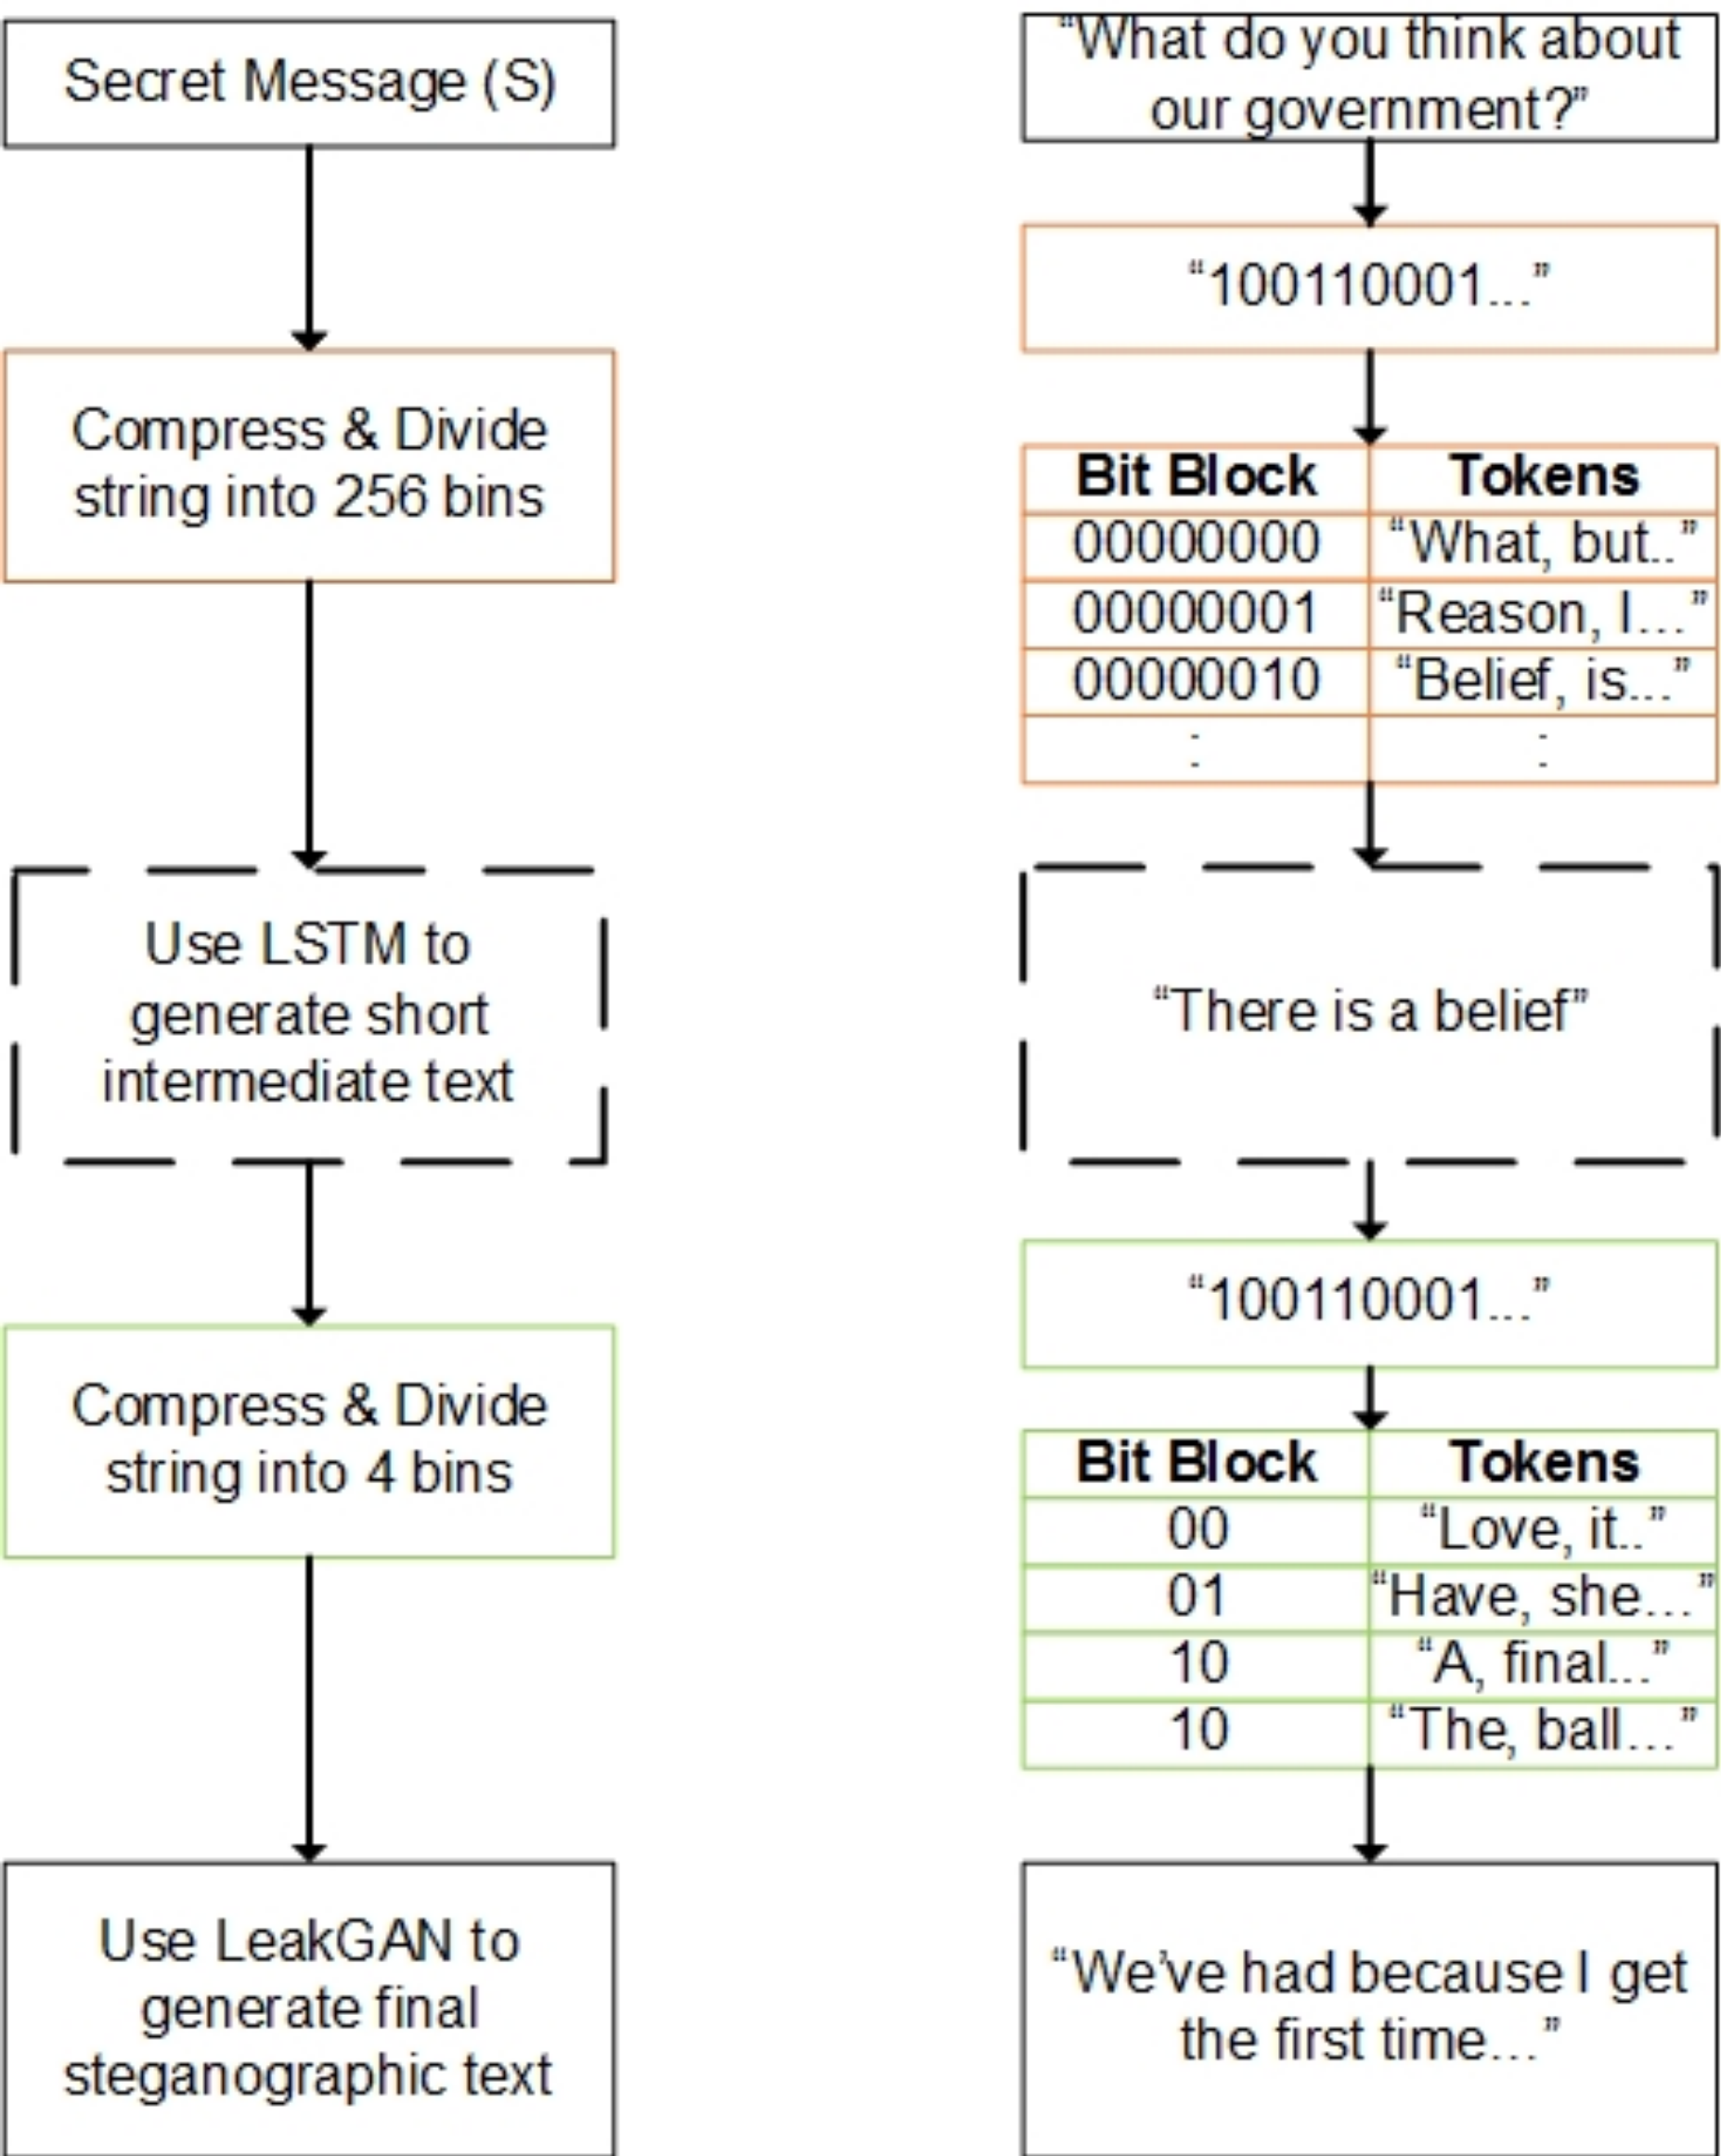 Secret Message (S)
Compress & Divide
string into 256 bins
Use LSTM to
generate short
intermediate text
Compress & Divide
string into 4 bins
Use LeakGAN to
generate final
steganographic text
“What do you think about
our government?”
“100110001...”
Bit Block Tokens
00000000 “What, but..”
00000001 “Reason, I...”
00000010 “Belief, is...”
: :
“There is a belief”
“100110001...”
Bit Block Tokens
00 “Love, it..”
01 “Have, she...”
10 “A, final...”
10 “The, ball...”
“We’ve had because I get
the first time...”